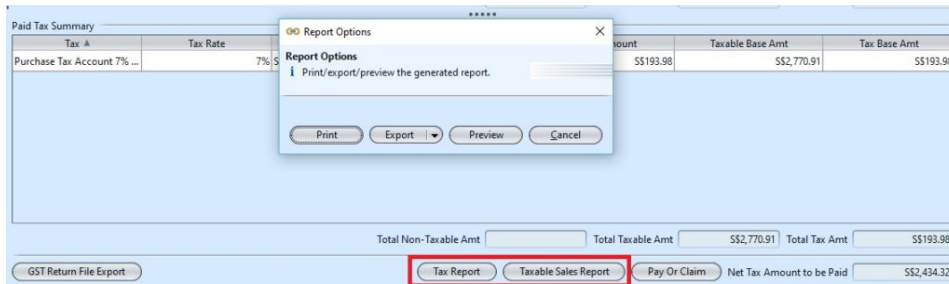 Paid Tax Summary
Report Options
Tax Tax Rate ount Taxable Base Amt Tax Base Amt
Report Options
Purchase Tax Account 7% ... 7% S S$193.98 S$2,770.91 S$193.98
i Print/export/preview the generated report.
Print Export Preview Cancel
Total Non-Taxable Amt Total Taxable Amt S$2,770.91 Total Tax Amt S$193.98
GST Return File Export Tax Report Taxable Sales Report Pay Or Claim Net Tax Amount to be Paid S$2,434.32